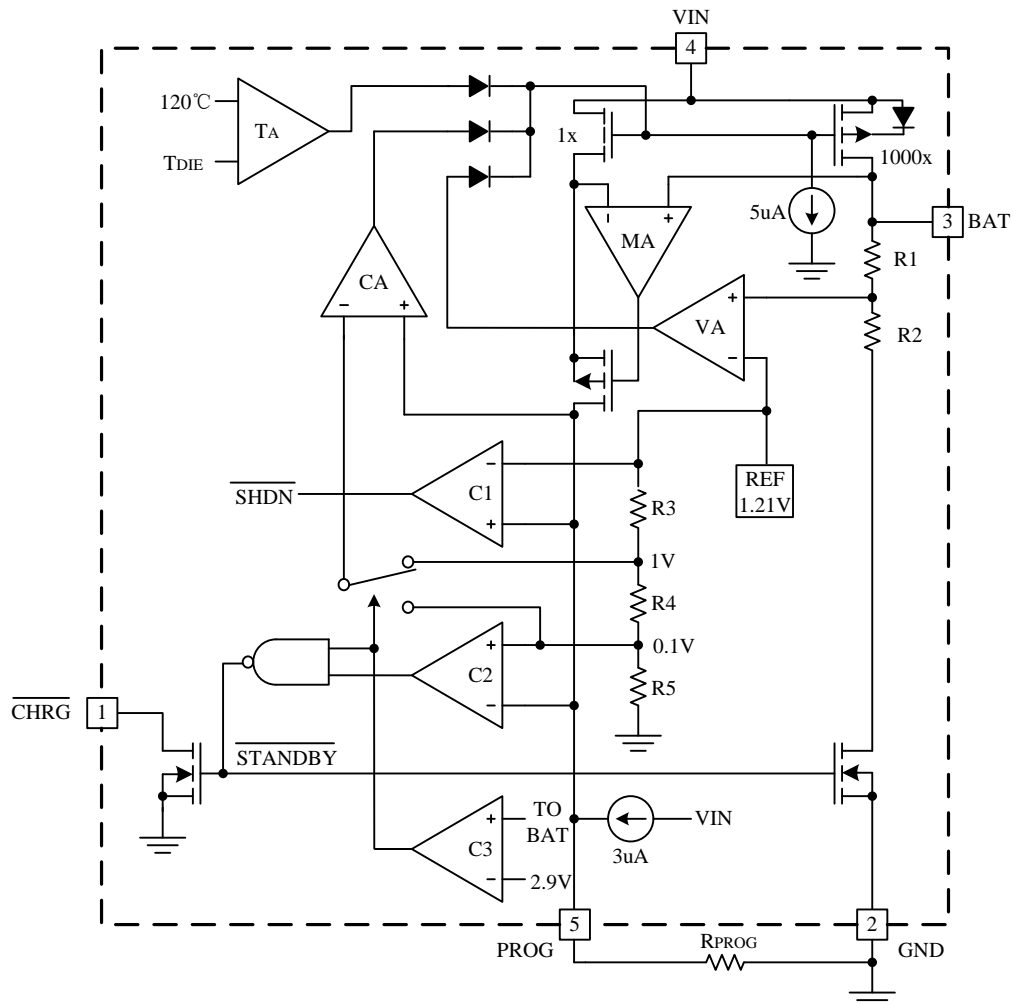 VIN
4
120℃
TA
TDIE
1x
1000x
5uA
3
BAT
MA
R1
CA
VA
R2
REF
1.21V
SHDN
C1
R3
1V
R4
0.1V
C2
R5
CHRG
1
STANDBY
C3
TO
BAT
VIN
3uA
2.9V
5
2
PROG
RPROG
GND